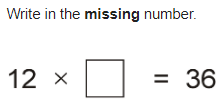 Write in the missing number.
12 × □ = 36